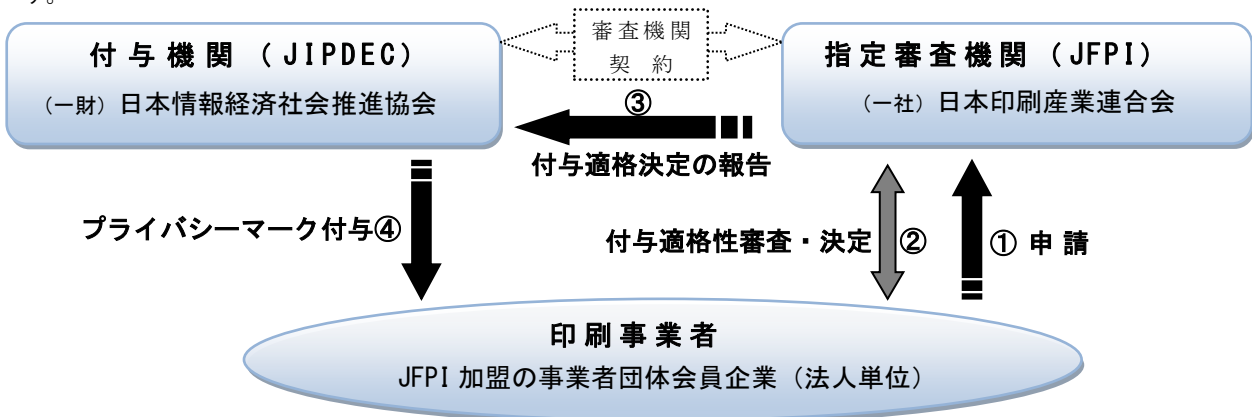 す。
付与機関（JIPDEC）
（一財）日本情報経済社会推進協会
審査機関
契約
指定審査機関（JFPI）
（一社）日本印刷産業連合会
③
付与適格決定の報告
プライバシーマーク付与④
付与適格性審査・決定
②
① 申請
印刷事業者
JFPI 加盟の事業者団体会員企業（法人単位）